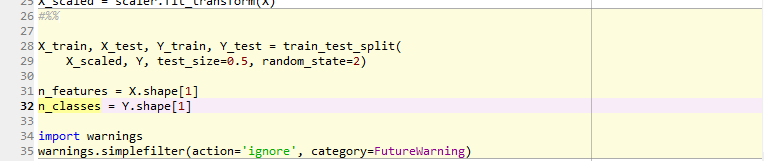 25 X_scaled = scaler.fit_transform(X)
26 #%%
27
28 X_train, X_test, Y_train, Y_test = train_test_split(
29     X_scaled, Y, test_size=0.5, random_state=2)
30
31 n_features = X.shape[1]
32 n_classes = Y.shape[1]
33
34 import warnings
35 warnings.simplefilter(action='ignore', category=FutureWarning)